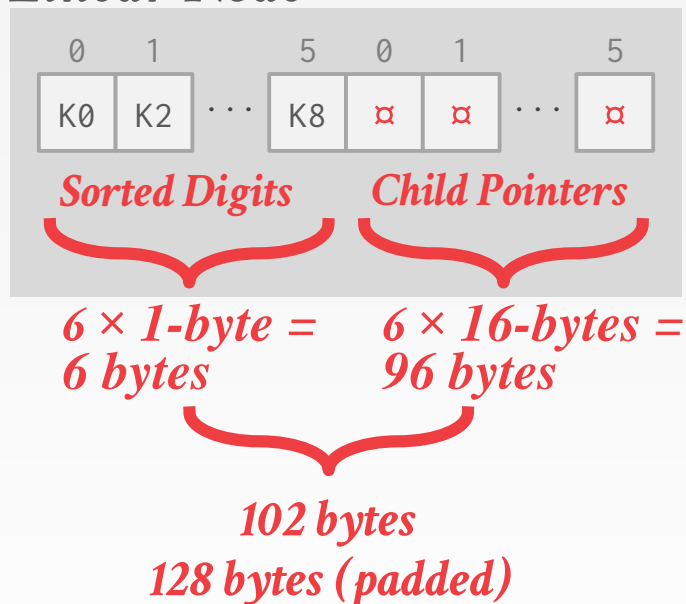 0 1 5 0 1 5
K0 K2 ··· K8 ¤ ¤ ··· ¤
Sorted Digits Child Pointers
6 × 1-byte = 6 × 16-bytes =
6 bytes 96 bytes
102 bytes
128 bytes (padded)